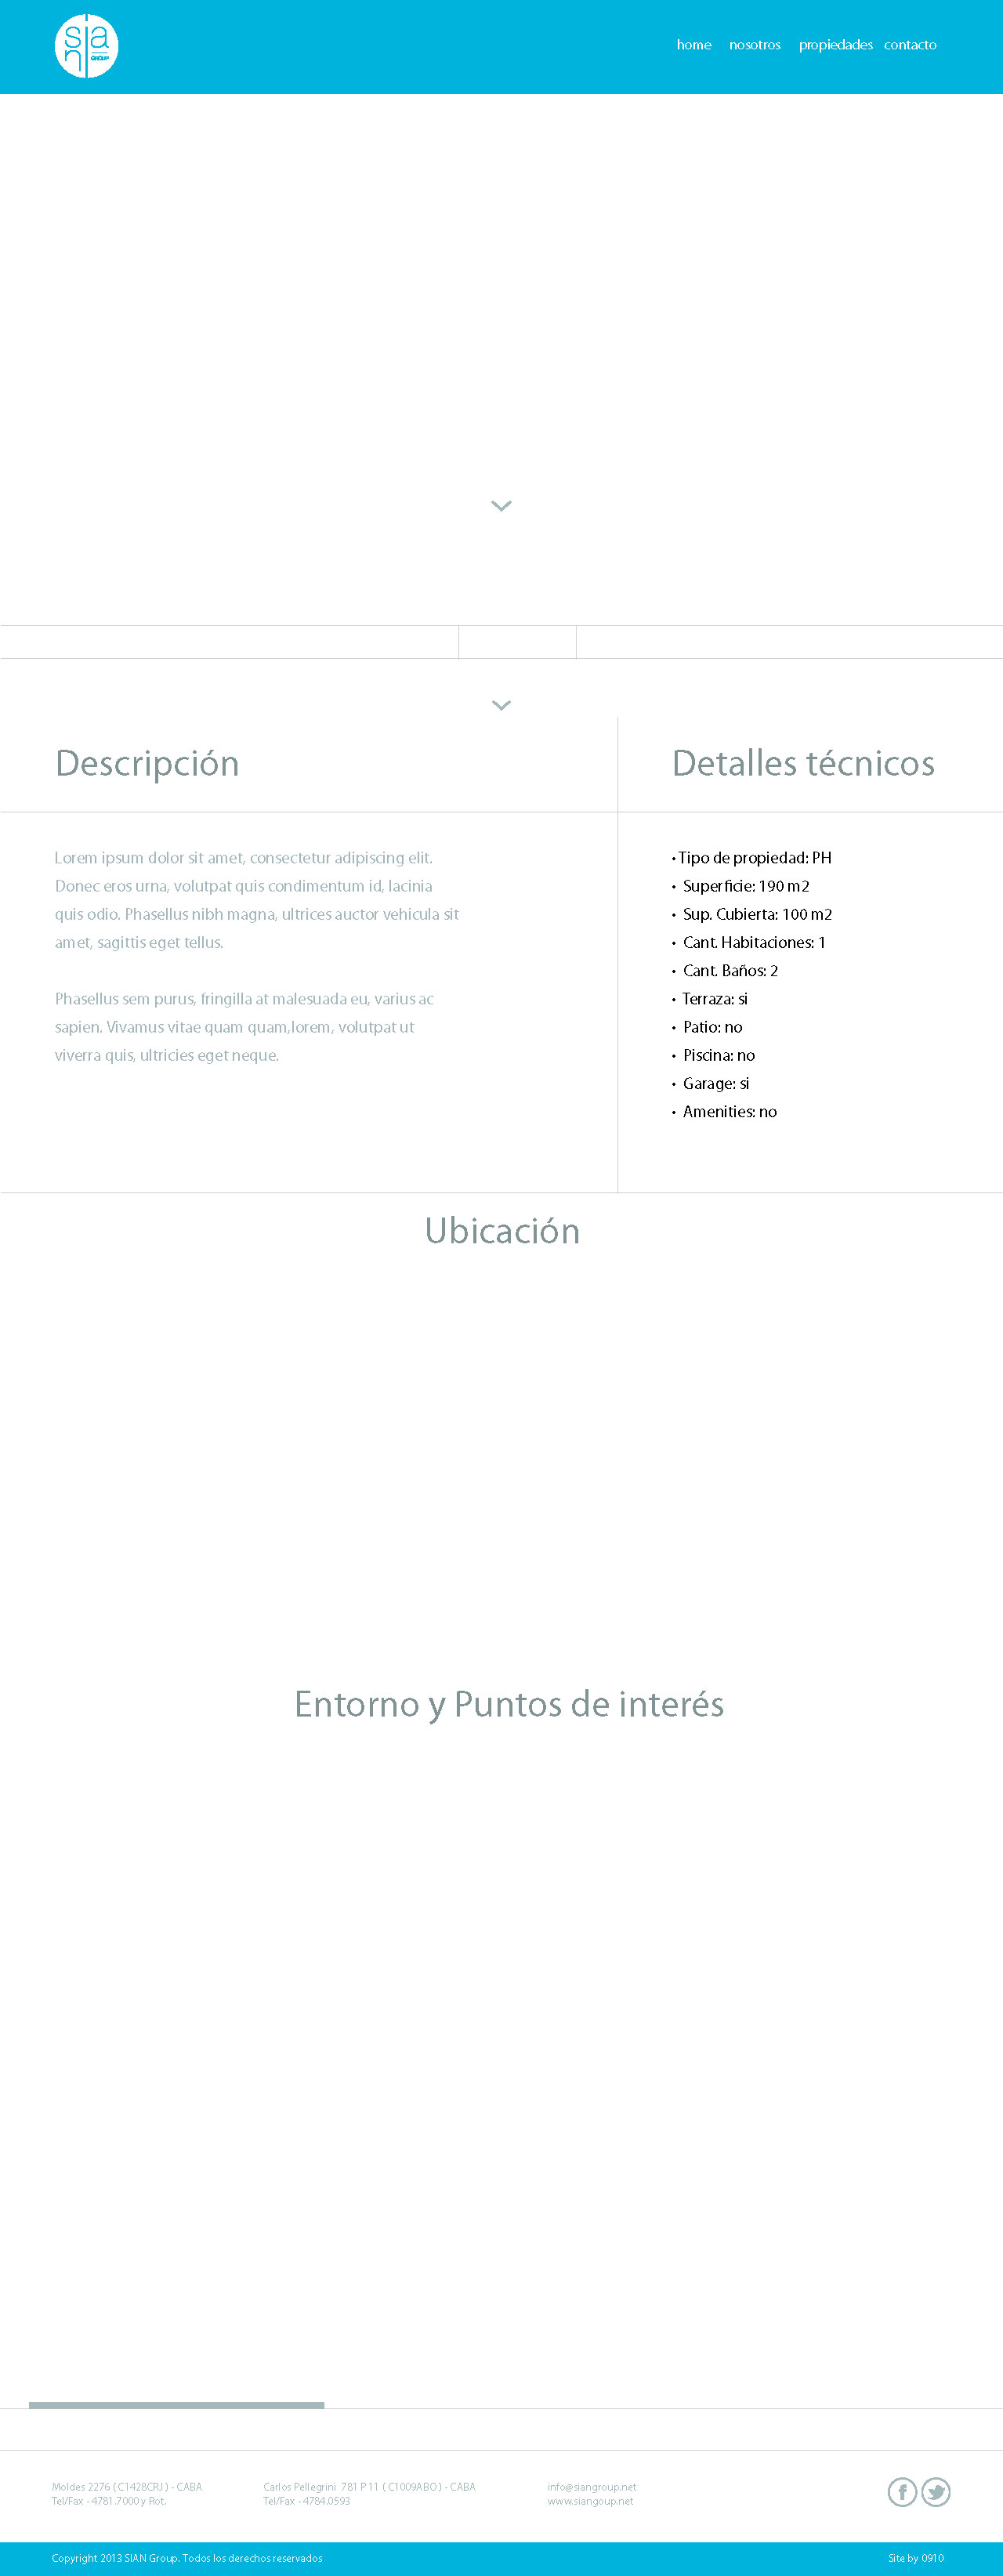 sian
GROUP
home nosotros propiedades contacto
Descripción
Lorem ipsum dolor sit amet, consectetur adipiscing elit.
Donec eros urna, volutpat quis condimentum id, lacinia
quis odio. Phasellus nibh magna, ultrices auctor vehicula sit
amet, sagittis eget tellus.
Phasellus sem purus, fringilla at malesuada eu, varius ac
sapien. Vivamus vitae quam quam,lorem, volutpat ut
viverra quis, ultricies eget neque.
Detalles técnicos
• Tipo de propiedad: PH
• Superficie: 190 m2
• Sup. Cubierta: 100 m2
• Cant. Habitaciones: 1
• Cant. Baños: 2
• Terraza: si
• Patio: no
• Piscina: no
• Garage: si
• Amenities: no
Ubicación
Entorno y Puntos de interés
Moldes 2276 ( C1428CRJ ) - CABA
Tel/Fax - 4781.7000 y Rot.
Carlos Pellegrini 781 P 11 ( C1009ABO ) - CABA
Tel/Fax - 4784.0593
info@siangroup.net
www.siangoup.net
Copyright 2013 SIAN Group. Todos los derechos reservados
Site by 0910